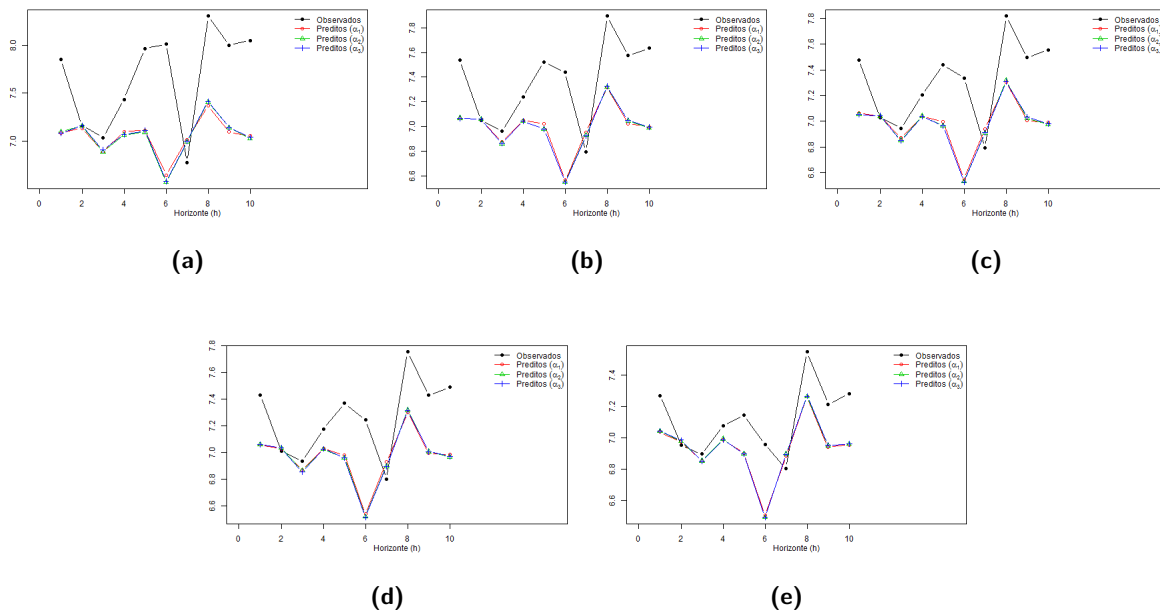 Observados
Preditos (α₁)
Preditos (α₂)
Preditos (α₃)
8.0
7.5
7.0
0 2 4 6 8 10
Horizonte (h)
(a)
Observados
Preditos (α₁)
Preditos (α₂)
Preditos (α₃)
7.8
7.6
7.4
7.2
7.0
6.8
6.6
0 2 4 6 8 10
Horizonte (h)
(b)
Observados
Preditos (α₁)
Preditos (α₂)
Preditos (α₃)
7.8
7.6
7.4
7.2
7.0
6.8
6.6
0 2 4 6 8 10
Horizonte (h)
(c)
Observados
Preditos (α₁)
Preditos (α₂)
Preditos (α₃)
7.8
7.6
7.4
7.2
7.0
6.8
6.6
0 2 4 6 8 10
Horizonte (h)
(d)
Observados
Preditos (α₁)
Preditos (α₂)
Preditos (α₃)
7.4
7.2
7.0
6.8
6.6
0 2 4 6 8 10
Horizonte (h)
(e)